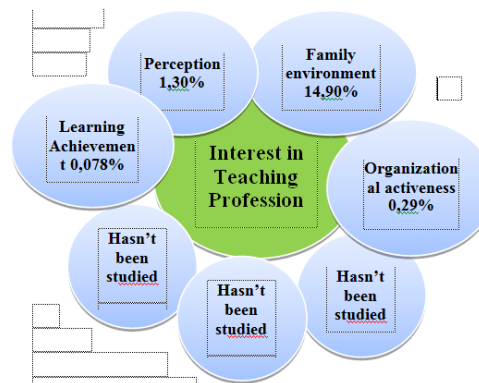 Perception
1,30%
Family
environment
14,90%
Learning
Achievemen
t 0,078%
Interest in
Teaching
Profession
Organization
al activeness
0,29%
Hasn't
been
studied
Hasn't
been
studied
Hasn't
been
studied